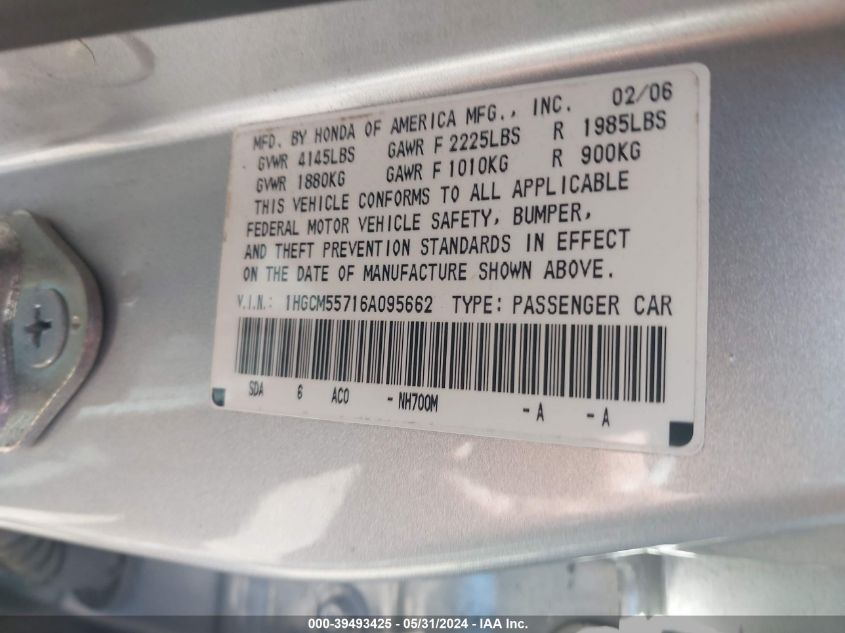 MFD. BY HONDA OF AMERICA MFG., INC. 02/06
GVWR 4145LBS GAWR F 2225LBS R 1985LBS
GVWR 1880KG GAWR F 1010KG R 900KG
THIS VEHICLE CONFORMS TO ALL APPLICABLE
FEDERAL MOTOR VEHICLE SAFETY, BUMPER,
AND THEFT PREVENTION STANDARDS IN EFFECT
ON THE DATE OF MANUFACTURE SHOWN ABOVE.
V.I.N.: 1HGCM55716A095662 TYPE: PASSENGER CAR
SDA 6 AC0 - NH700M - A - A
000-39493425 - 05/31/2024 - IAA Inc.